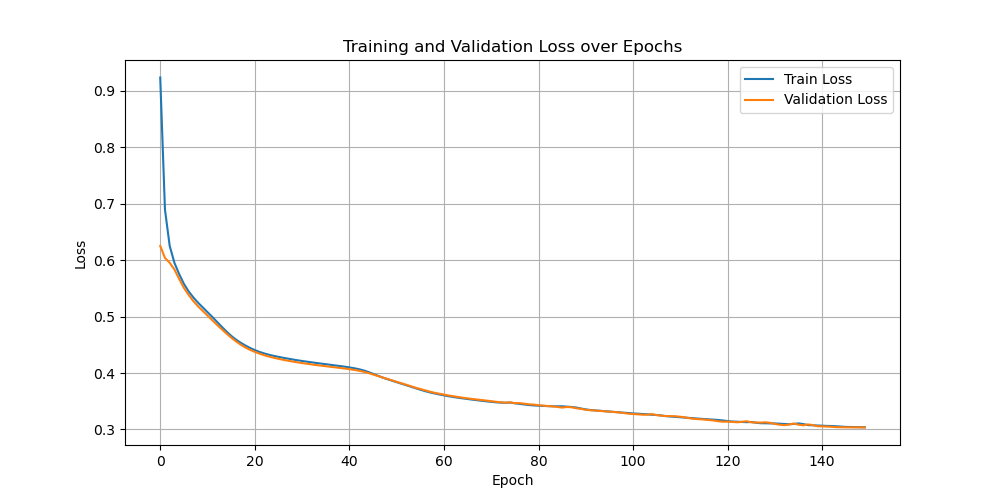 Training and Validation Loss over Epochs
Train Loss
Validation Loss
Loss
0.9
0.8
0.7
0.6
0.5
0.4
0.3
0 20 40 60 80 100 120 140
Epoch